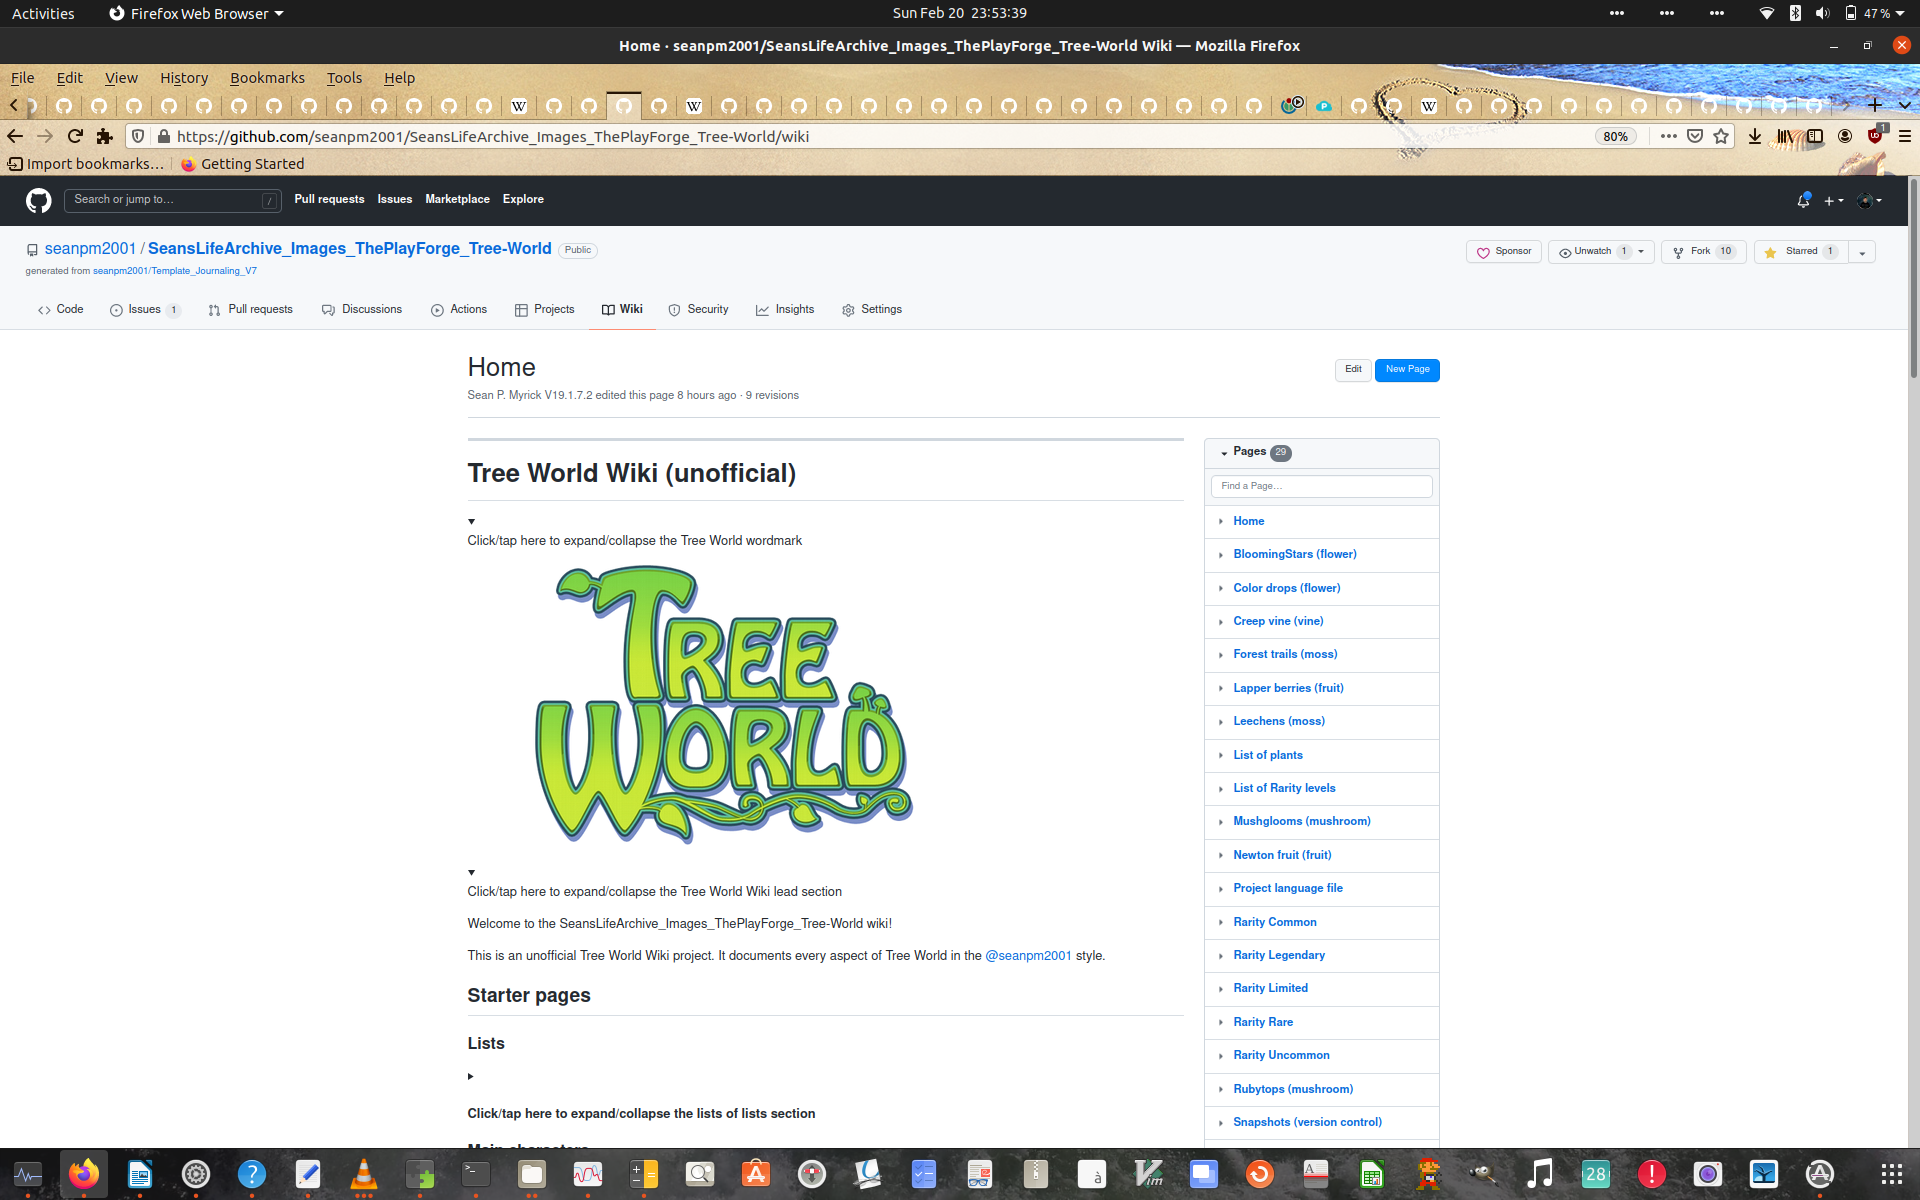 Activities Firefox Web Browser Sun Feb 20 23:53:39 47 %
Home · seanpm2001/SeansLifeArchive_Images_ThePlayForge_Tree-World Wiki — Mozilla Firefox
File Edit View History Bookmarks Tools Help
https://github.com/seanpm2001/SeansLifeArchive_Images_ThePlayForge_Tree-World/wiki 80% 1
Import bookmarks… Getting Started
Search or jump to… / Pull requests Issues Marketplace Explore
seanpm2001 / SeansLifeArchive_Images_ThePlayForge_Tree-World Public Sponsor Unwatch 1 Fork 10 Starred 1
generated from seanpm2001/Template_Journaling_V7
Code Issues 1 Pull requests Discussions Actions Projects Wiki Security Insights Settings
Home Edit New Page
Sean P. Myrick V19.1.7.2 edited this page 8 hours ago · 9 revisions
Tree World Wiki (unofficial)
Click/tap here to expand/collapse the Tree World wordmark
TREE
WORLD
Click/tap here to expand/collapse the Tree World Wiki lead section
Welcome to the SeansLifeArchive_Images_ThePlayForge_Tree-World wiki!
This is an unofficial Tree World Wiki project. It documents every aspect of Tree World in the @seanpm2001 style.
Starter pages
Lists
Click/tap here to expand/collapse the lists of lists section
Main characters
Pages 29
Find a Page…
Home
BloomingStars (flower)
Color drops (flower)
Creep vine (vine)
Forest trails (moss)
Lapper berries (fruit)
Leechens (moss)
List of plants
List of Rarity levels
Mushglooms (mushroom)
Newton fruit (fruit)
Project language file
Rarity Common
Rarity Legendary
Rarity Limited
Rarity Rare
Rarity Uncommon
Rubytops (mushroom)
Snapshots (version control)
28